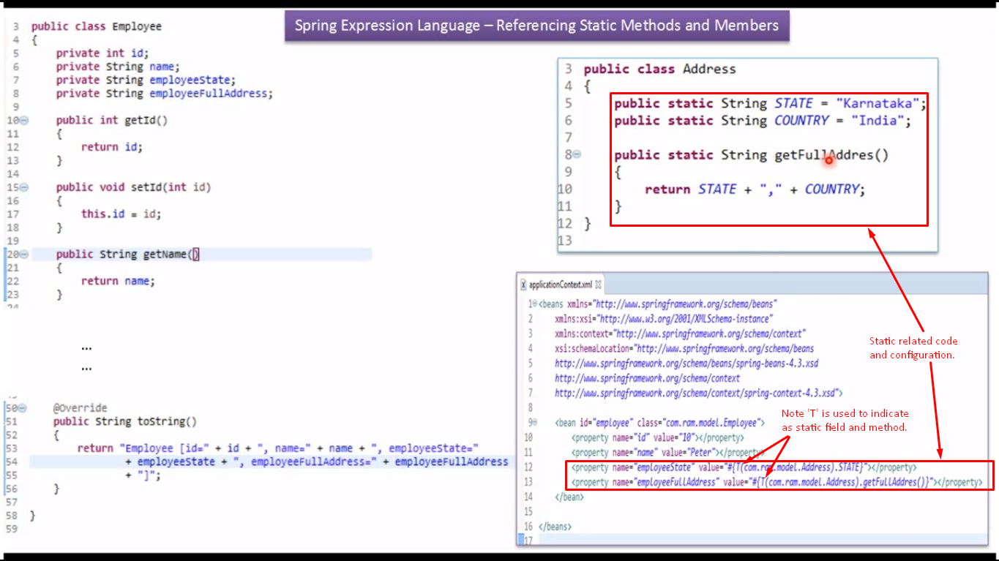 Spring Expression Language – Referencing Static Methods and Members
3 public class Employee
4 {
5 private int id;
6 private String name;
7 private String employeeState;
8 private String employeeFullAddress;
9
10 public int getId()
11 {
12 return id;
13 }
14
15 public void setId(int id)
16 {
17 this.id = id;
18 }
19
20 public String getName()
21 {
22 return name;
23 }
24
...
...
50 @Override
51 public String toString()
52 {
53 return "Employee [id=" + id + ", name=" + name + ", employeeState="
54 + employeeState + ", employeeFullAddress=" + employeeFullAddress
55 + "]";
56 }
57
58 }
59
3 public class Address
4 {
5 public static String STATE = "Karnataka";
6 public static String COUNTRY = "India";
7
8 public static String getFullAddres()
9 {
10 return STATE + "," + COUNTRY;
11 }
12 }
13
applicationContext.xml
1 <beans xmlns="http://www.springframework.org/schema/beans"
2 xmlns:xsi="http://www.w3.org/2001/XMLSchema-instance"
3 xmlns:context="http://www.springframework.org/schema/context"
4 xsi:schemaLocation="http://www.springframework.org/schema/beans
5 http://www.springframework.org/schema/beans/spring-beans-4.3.xsd
6 http://www.springframework.org/schema/context
7 http://www.springframework.org/schema/context/spring-context-4.3.xsd">
8
9 <bean id="employee" class="com.ram.model.Employee">
10 <property name="id" value="10"></property>
11 <property name="name" value="Peter"></property>
12 <property name="employeeState" value="#{T(com.ram.model.Address).STATE}"></property>
13 <property name="employeeFullAddress" value="#{T(com.ram.model.Address).getFullAddres()}"></property>
14 </bean>
15
16 </beans>
17
Static related code
and configuration.
Note 'T' is used to indicate
as static field and method.